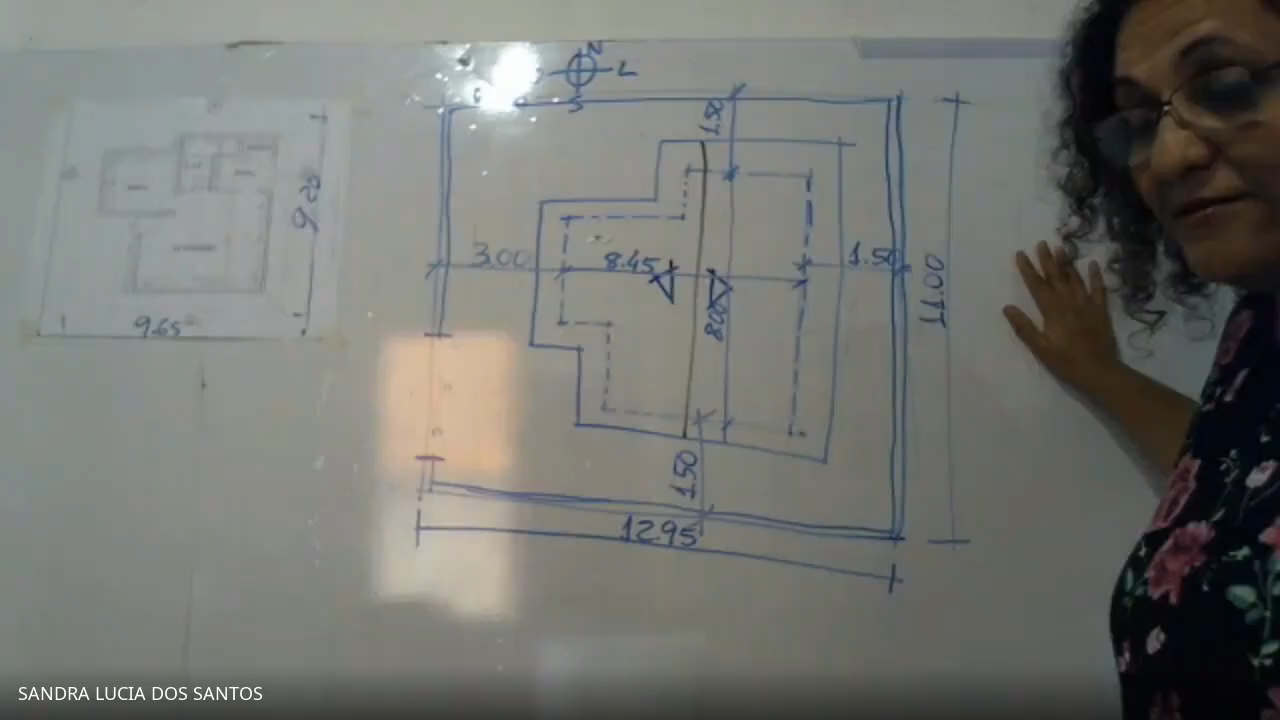 N
L
S
1.50
3.00
8.45
1.50
8.00
11.00
1.50
12.95
9.20
9.65
SANDRA LUCIA DOS SANTOS